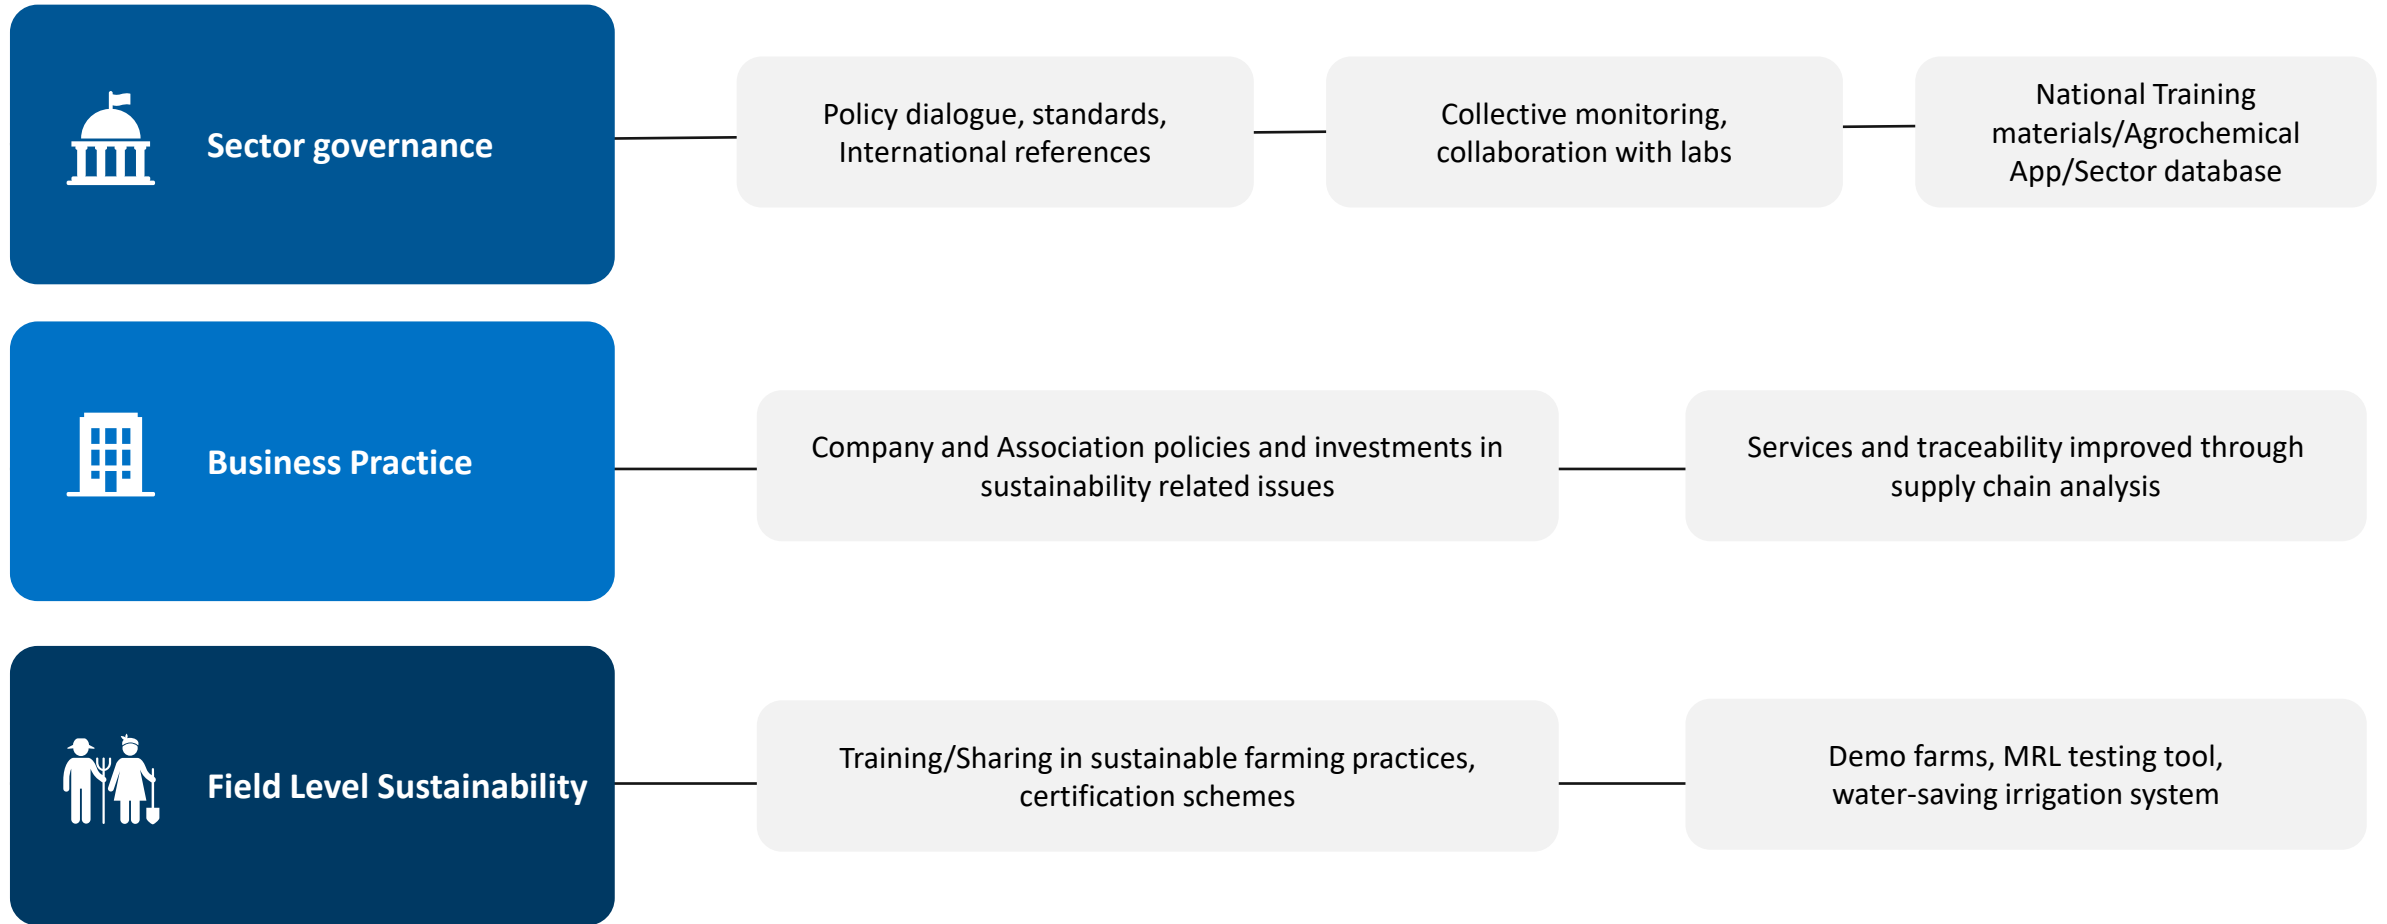 Sector governance
Policy dialogue, standards,
International references
Collective monitoring,
collaboration with labs
National Training
materials/Agrochemical
App/Sector database
Business Practice
Company and Association policies and investments in
sustainability related issues
Services and traceability improved through
supply chain analysis
Field Level Sustainability
Training/Sharing in sustainable farming practices,
certification schemes
Demo farms, MRL testing tool,
water-saving irrigation system